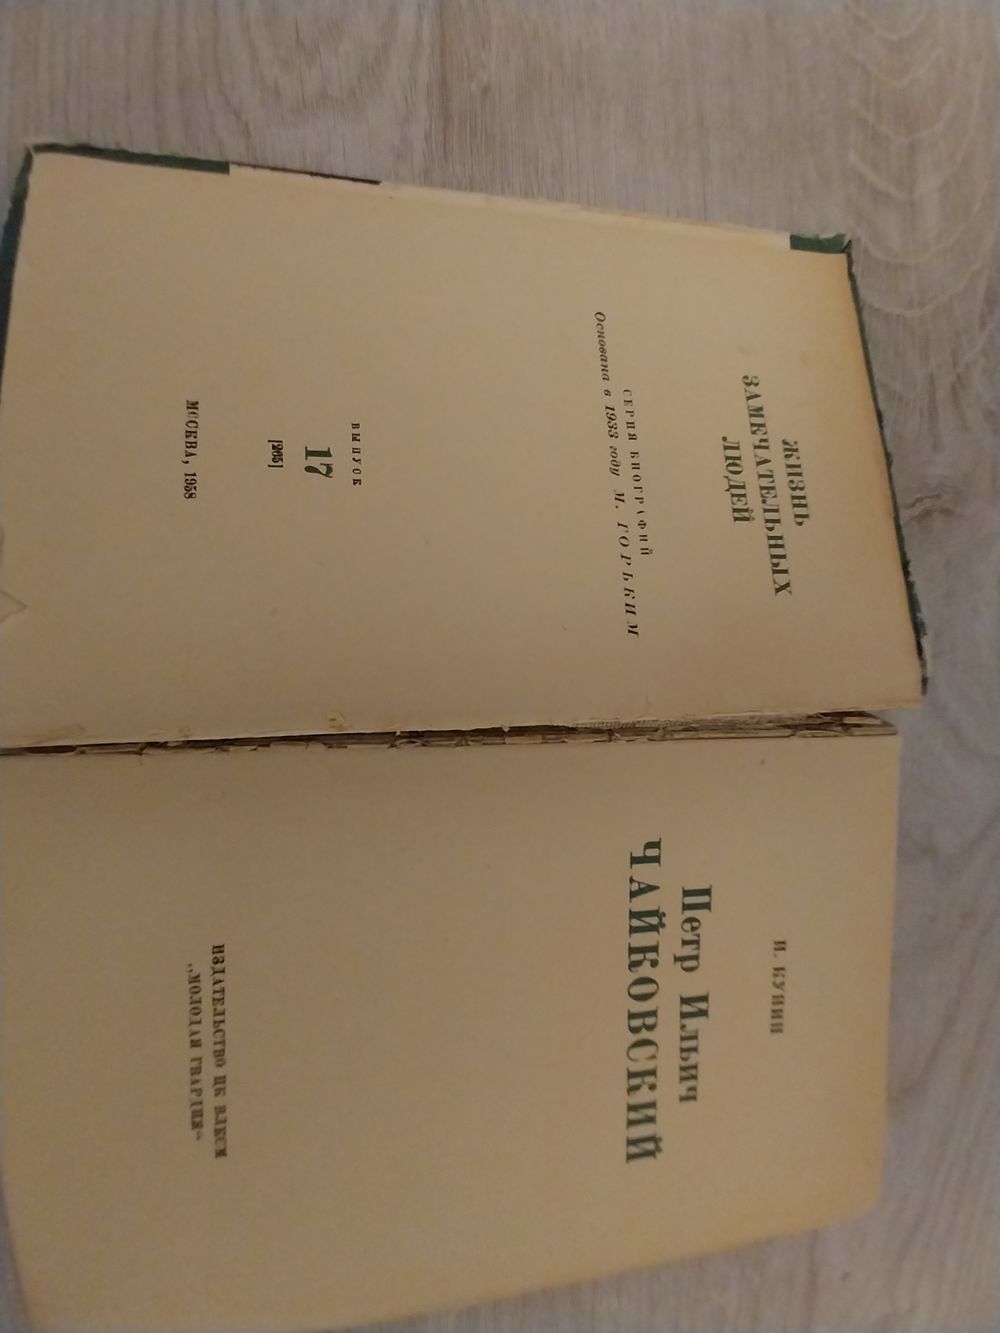 ЖИЗНЬ
ЗАМЕЧАТЕЛЬНЫХ
ЛЮДЕЙ
СЕРИЯ БИОГРАФИЙ
Основана в 1933 году М. ГОРЬКИМ
ВЫПУСК
17
[205]
МОСКВА, 1958
И. КУНИН
Петр Ильич
ЧАЙКОВСКИЙ
ИЗДАТЕЛЬСТВО ЦК ВЛКСМ
„МОЛОДАЯ ГВАРДИЯ“